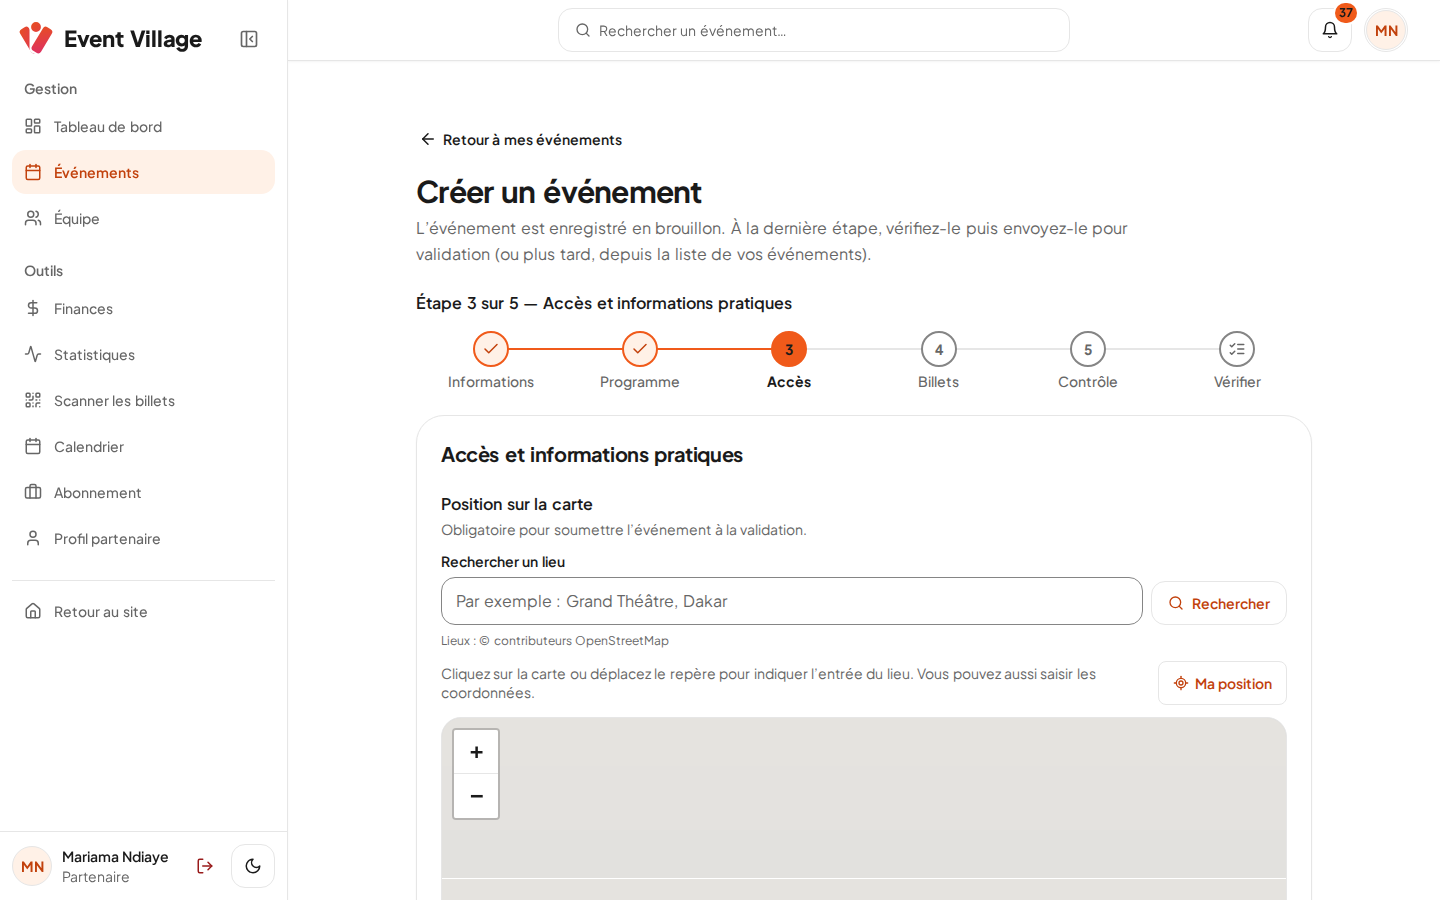 Event Village
Rechercher un événement...
37
MN
Gestion
Tableau de bord
Événements
Équipe
Outils
Finances
Statistiques
Scanner les billets
Calendrier
Abonnement
Profil partenaire
Retour au site
MN
Mariama Ndiaye
Partenaire
Retour à mes événements
Créer un événement
L'événement est enregistré en brouillon. À la dernière étape, vérifiez-le puis envoyez-le pour
validation (ou plus tard, depuis la liste de vos événements).
Étape 3 sur 5 — Accès et informations pratiques
3
4
5
Informations
Programme
Accès
Billets
Contrôle
Vérifier
Accès et informations pratiques
Position sur la carte
Obligatoire pour soumettre l'événement à la validation.
Rechercher un lieu
Par exemple : Grand Théâtre, Dakar
Rechercher
Lieux : © contributeurs OpenStreetMap
Cliquez sur la carte ou déplacez le repère pour indiquer l'entrée du lieu. Vous pouvez aussi saisir les
coordonnées.
Ma position
+
−